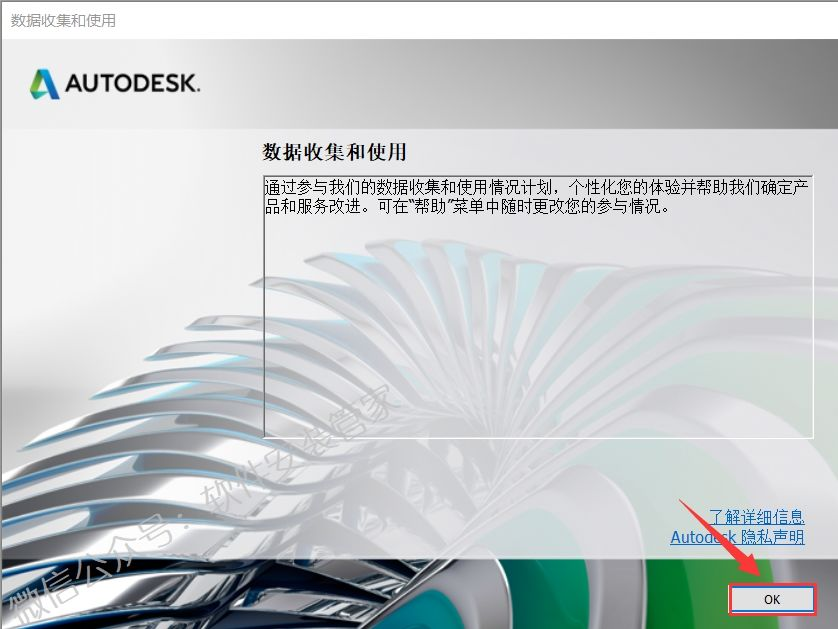 数据收集和使用
AUTODESK.
数据收集和使用
通过参与我们的数据收集和使用情况计划，个性化您的体验并帮助我们确定产
品和服务改进。可在“帮助”菜单中随时更改您的参与情况。
微信公众号：软件安装管家
了解详细信息
Autodesk 隐私声明
OK